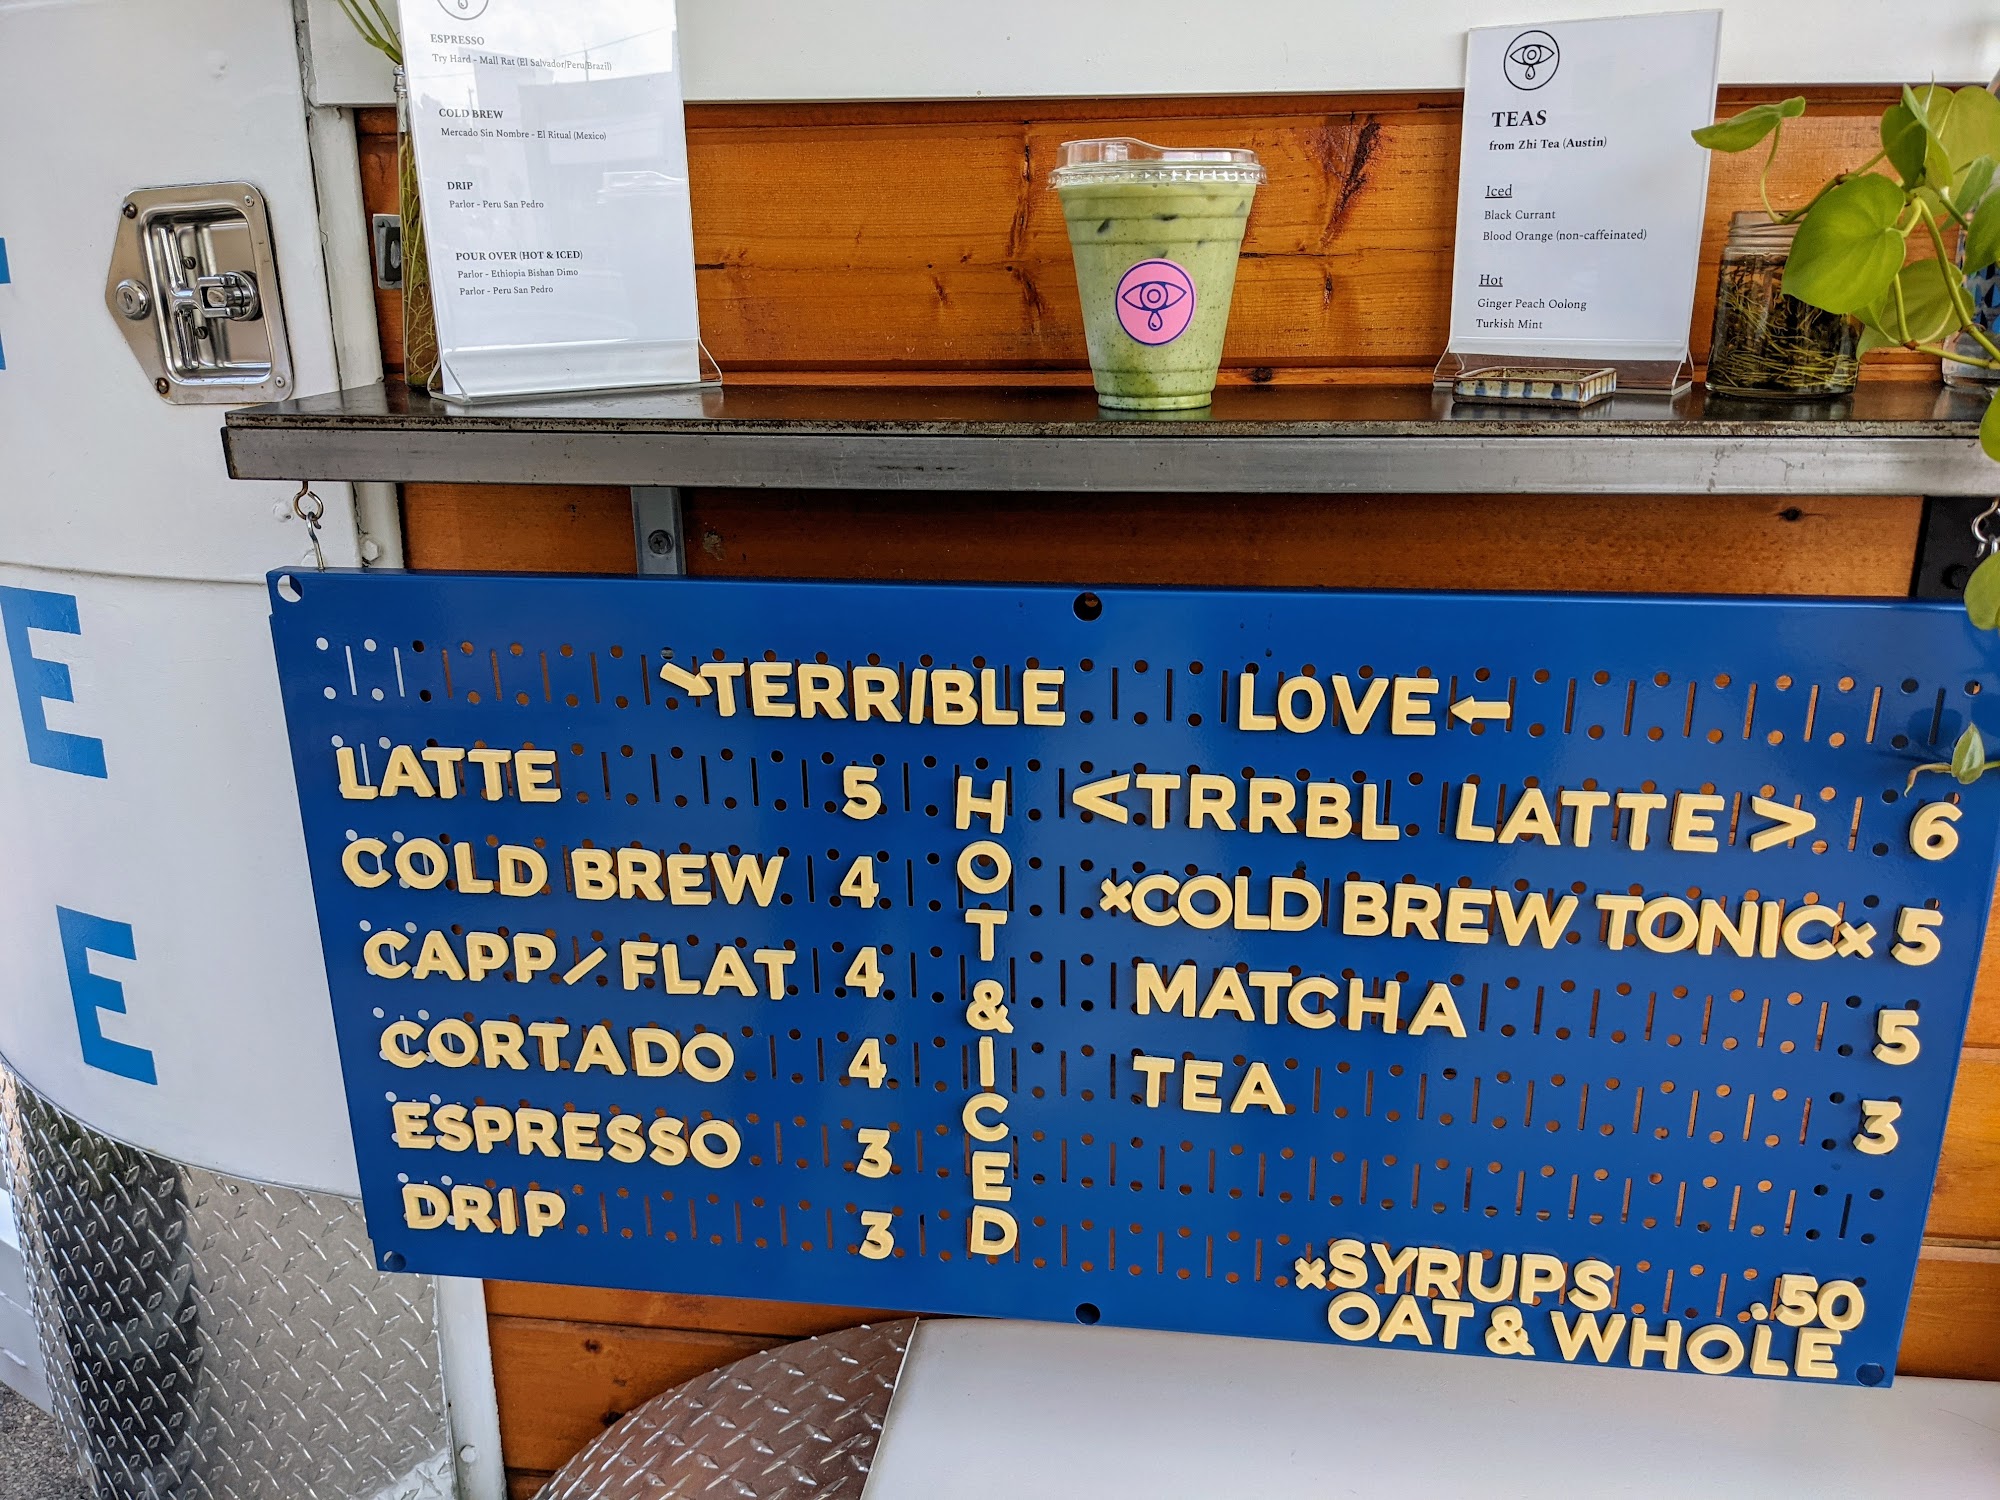 ESPRESSO
Try Hard - Mall Rat (El Salvador/Peru/Brazil)
COLD BREW
Mercado Sin Nombre - El Ritual (Mexico)
DRIP
Parlor - Peru San Pedro
POUR OVER (HOT & ICED)
Parlor - Ethiopia Bishan Dimo
Parlor - Peru San Pedro
TEAS
from Zhi Tea (Austin)
Iced
Black Currant
Blood Orange (non-caffeinated)
Hot
Ginger Peach Oolong
Turkish Mint
E
E
→TERRIBLE LOVE←
LATTE 5
COLD BREW 4
CAPP/FLAT 4
CORTADO 4
ESPRESSO 3
DRIP 3
HOT&ICED
<TRRBL LATTE> 6
×COLD BREW TONIC× 5
MATCHA 5
TEA 3
×SYRUPS .50
OAT & WHOLE